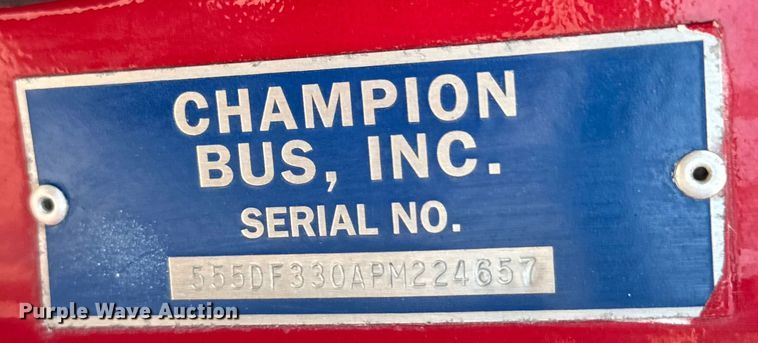 CHAMPION
BUS, INC.
SERIAL NO.
555DF330APM224657
Purple Wave Auction